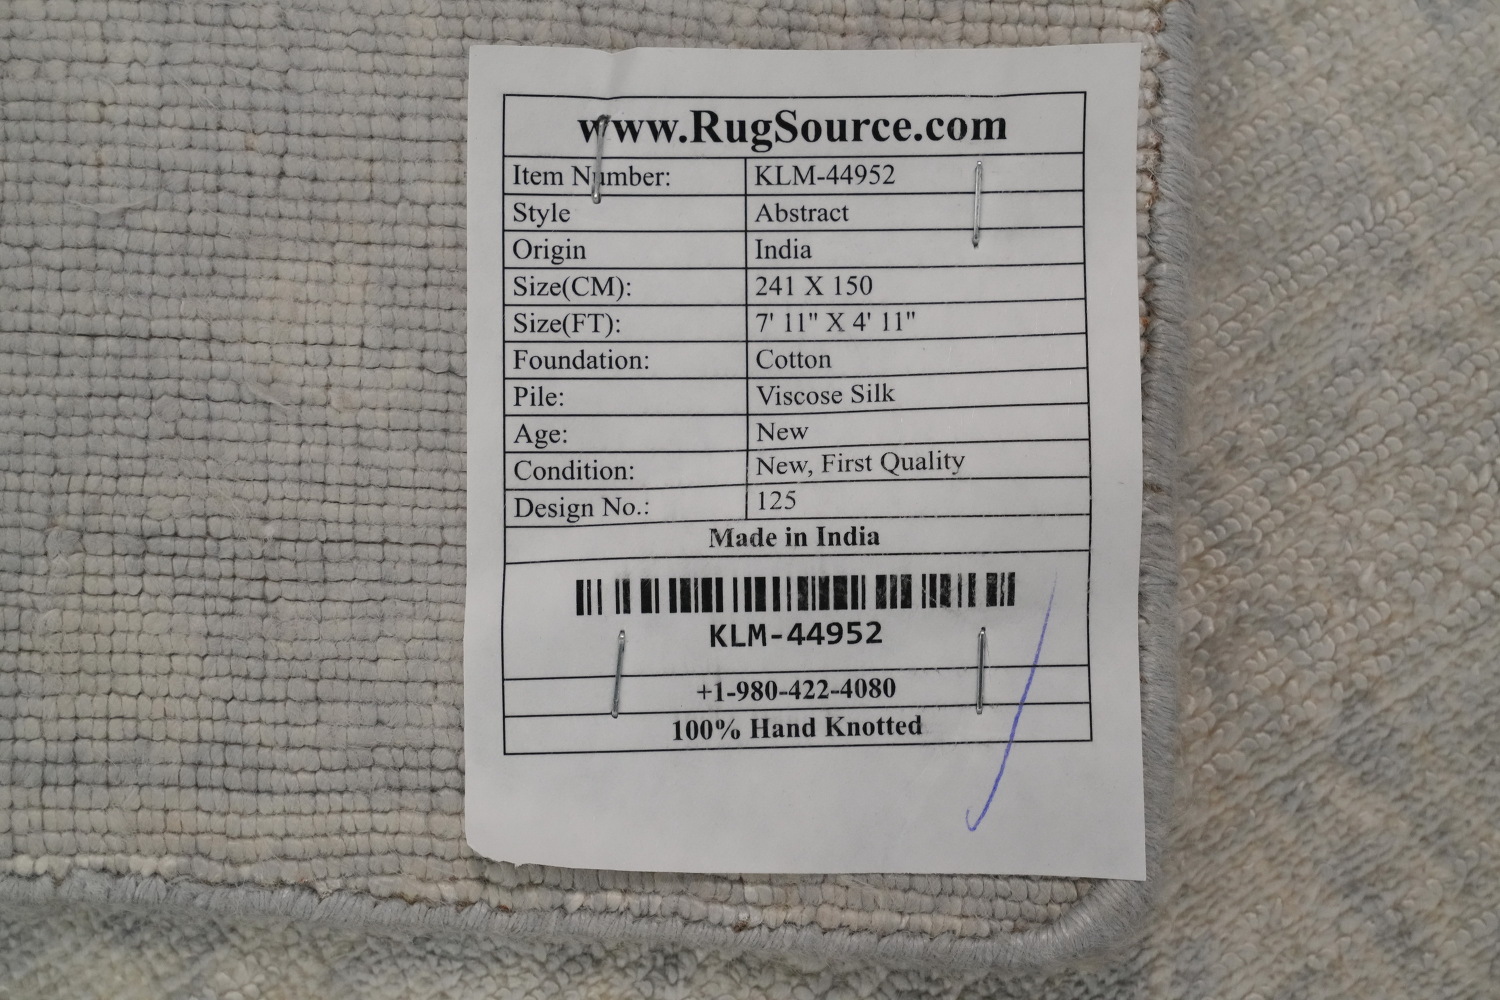 www.RugSource.com
Item Number: KLM-44952
Style Abstract
Origin India
Size(CM): 241 X 150
Size(FT): 7' 11" X 4' 11"
Foundation: Cotton
Pile: Viscose Silk
Age: New
Condition: New, First Quality
Design No.: 125
Made in India
KLM-44952
+1-980-422-4080
100% Hand Knotted